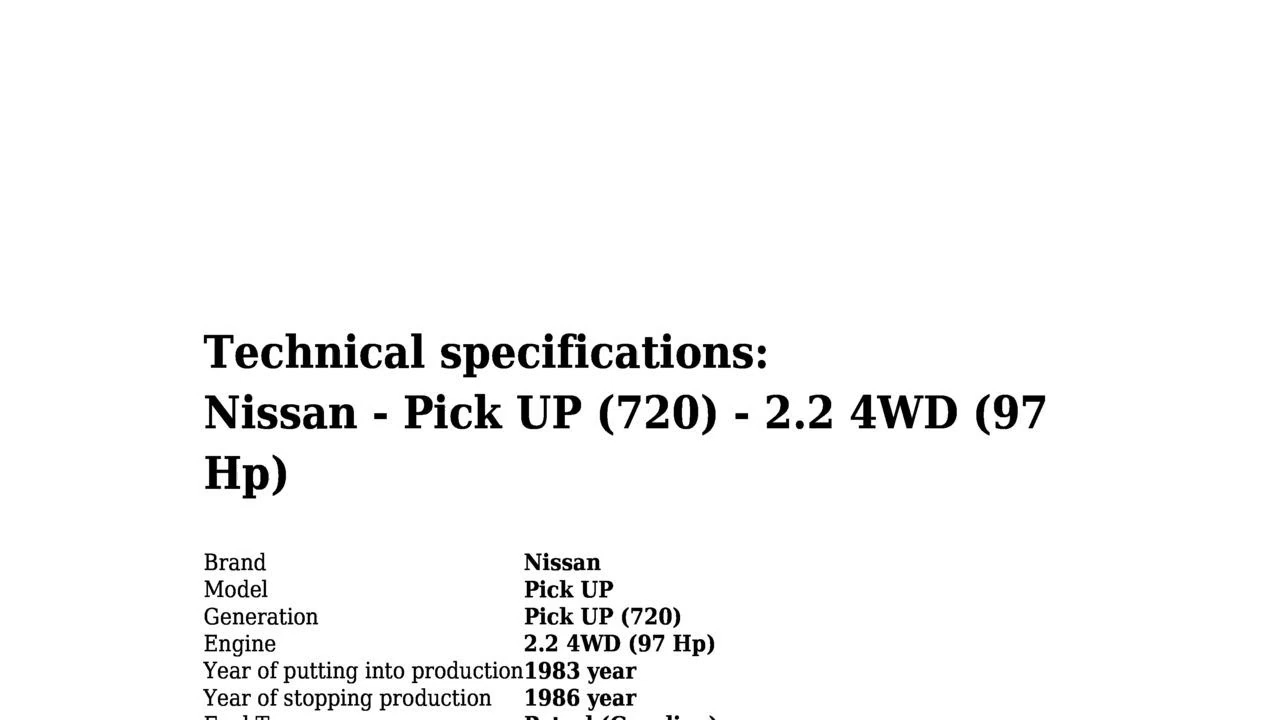 Technical specifications:
Nissan - Pick UP (720) - 2.2 4WD (97
Hp)
Brand Nissan
Model Pick UP
Generation Pick UP (720)
Engine 2.2 4WD (97 Hp)
Year of putting into production 1983 year
Year of stopping production 1986 year